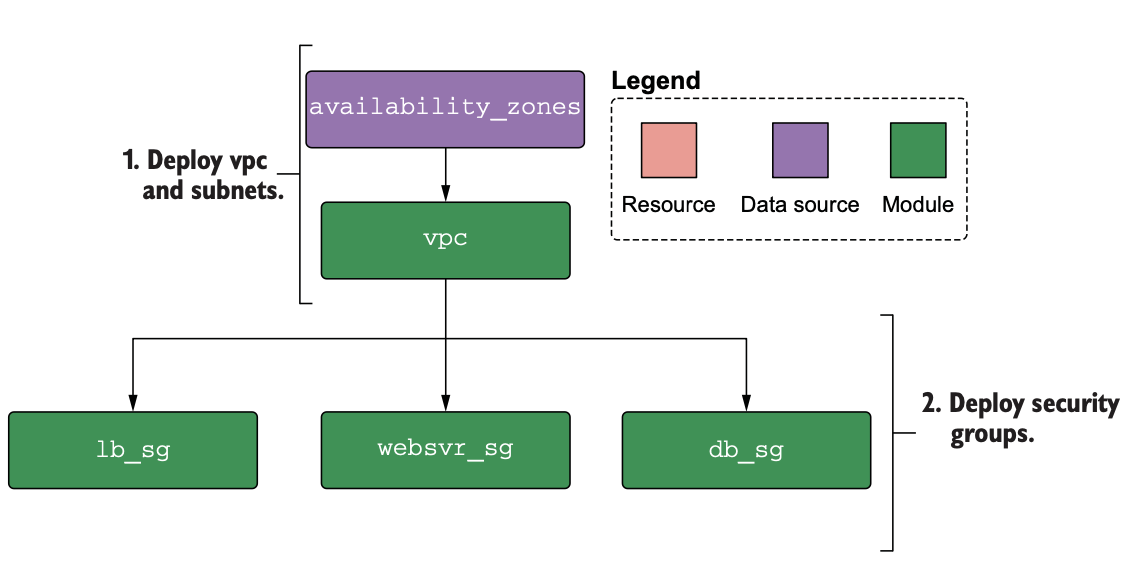 availability_zones
Legend
1. Deploy vpc
and subnets.
Resource
Data source
Module
vpc
2. Deploy security
groups.
lb_sg
websvr_sg
db_sg